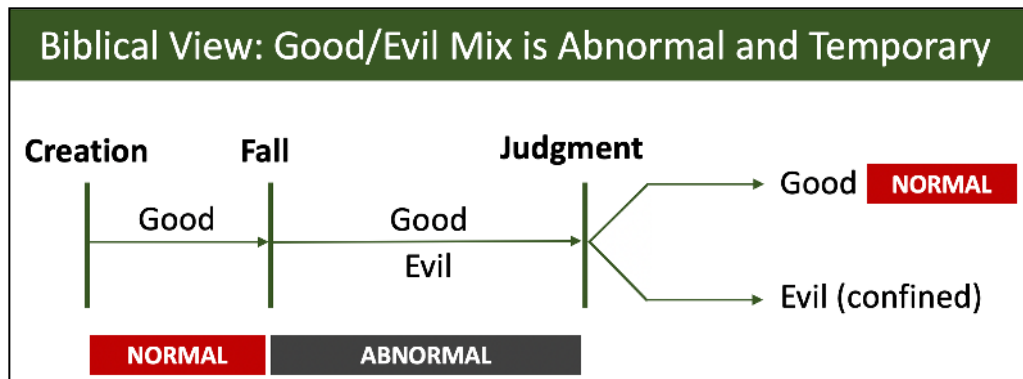 Biblical View: Good/Evil Mix is Abnormal and Temporary
Creation
Fall
Judgment
Good
Good
Evil
Good
NORMAL
Evil (confined)
NORMAL
ABNORMAL